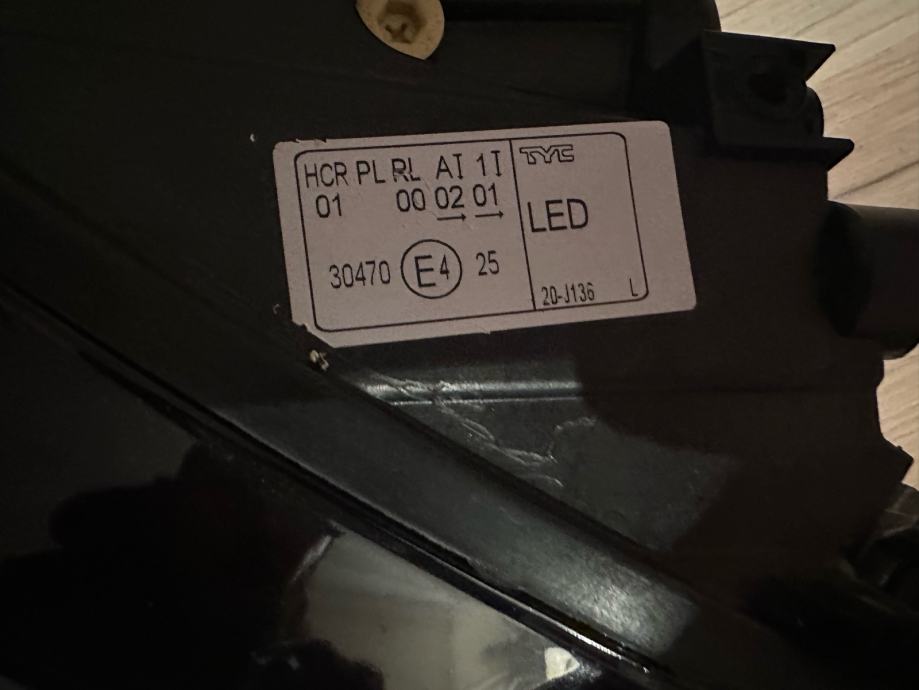 HCR PL RL AI 1I
01 00 02 01
→ →
30470 E4 25
TYC
LED
20-J136 L